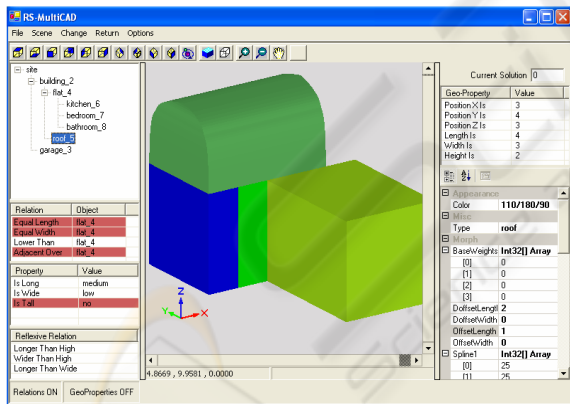 RS-MultiCAD
File Scene Change Return Options
site
building_2
flat_4
kitchen_6
bedroom_7
bathroom_8
roof_5
garage_3
Relation Object
Equal Length flat_4
Equal Width flat_4
Lower Than flat_4
Adjacent Over flat_4
Property Value
Is Long medium
Is Wide low
Is Tall no
Reflexive Relation
Longer Than High
Wider Than High
Longer Than Wide
Z
Y
X
4.8669 , 9.9581 , 0.0000
Relations ON GeoProperties OFF
Current Solution 0
Geo-Property Value
Position X Is 3
Position Y Is 4
Position Z Is 3
Length Is 4
Width Is 3
Height Is 2
Appearance
Color 110/180/90
Misc
Type roof
Morph
BaseWeights Int32[] Array
[0] 0
[1] 0
[2] 0
[3] 0
DoffsetLengt 2
DoffsetWidth 0
OffsetLength 1
OffsetWidth 0
Spline1 Int32[] Array
[0] 25
[1] 25